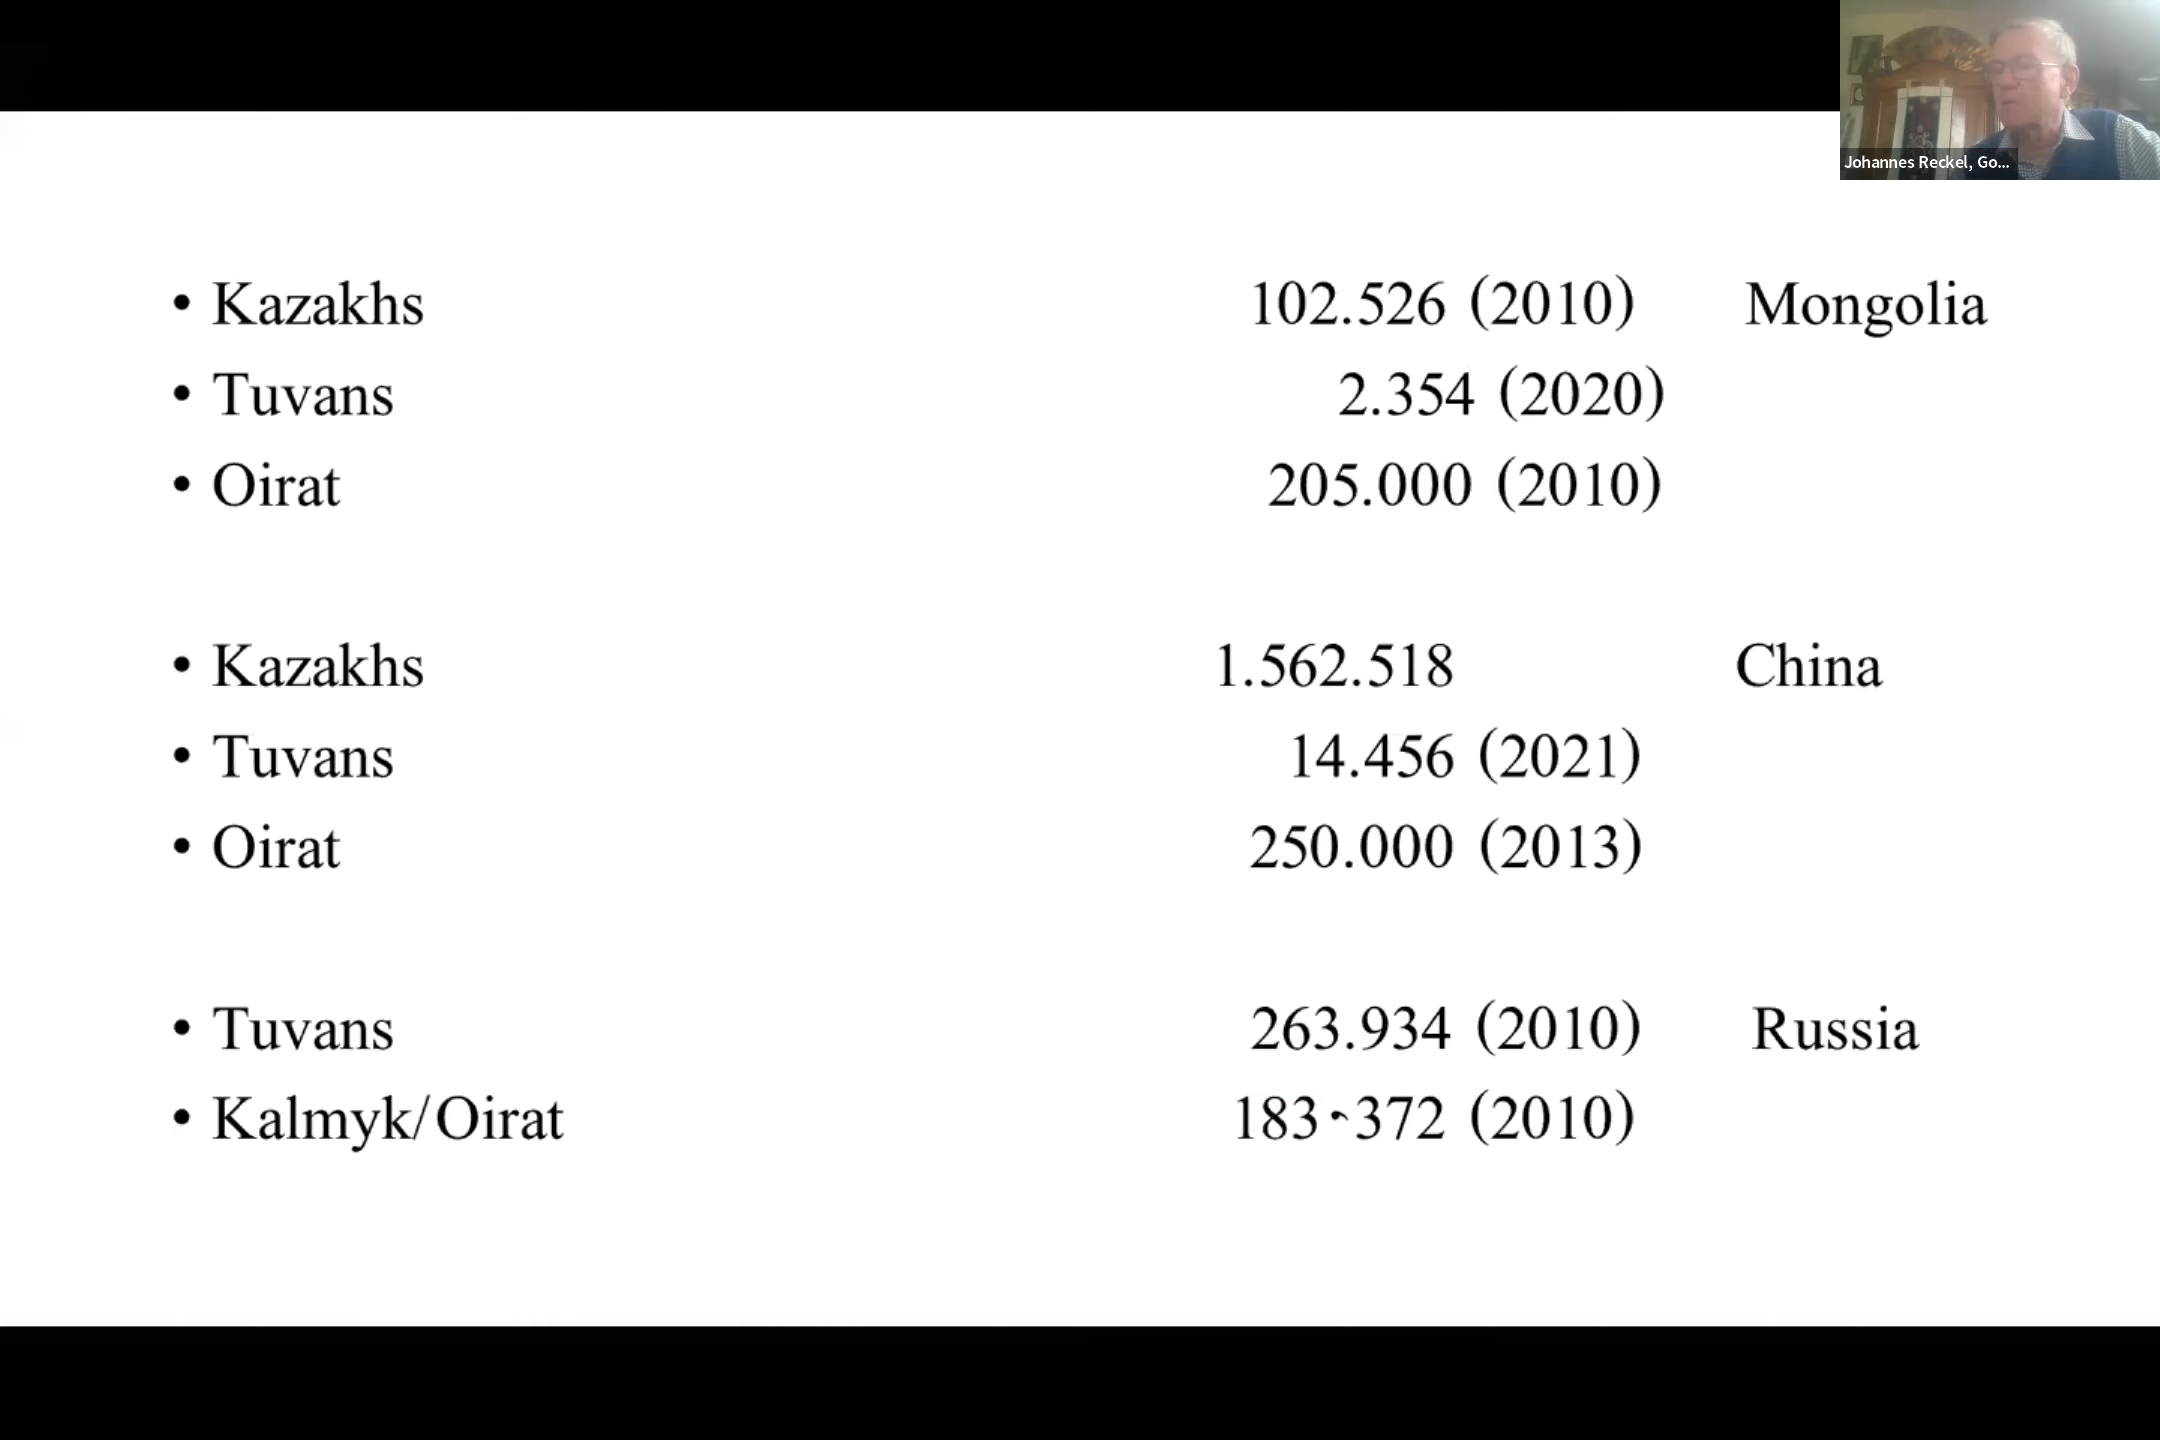 Johannes Reckel, Go...
• Kazakhs 102.526 (2010) Mongolia
• Tuvans 2.354 (2020)
• Oirat 205.000 (2010)
• Kazakhs 1.562.518 China
• Tuvans 14.456 (2021)
• Oirat 250.000 (2013)
• Tuvans 263.934 (2010) Russia
• Kalmyk/Oirat 183˺372 (2010)